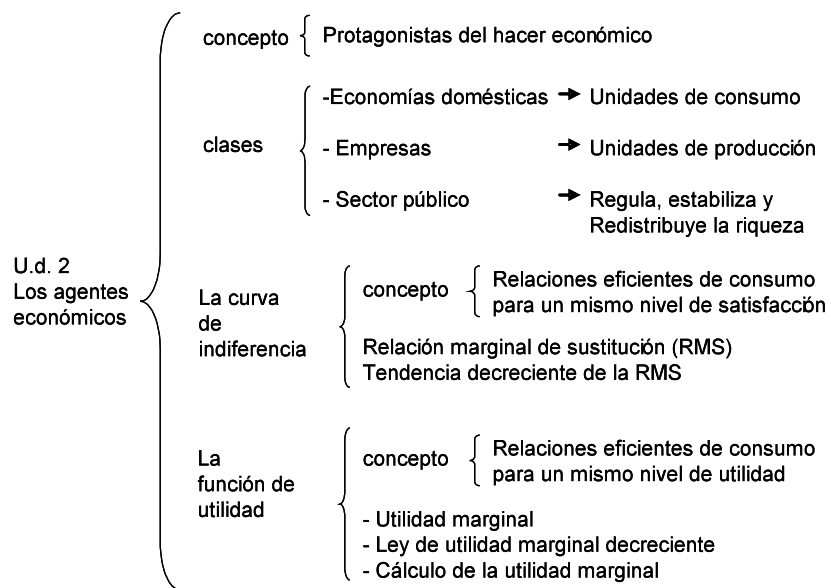 U.d. 2
Los agentes
económicos
concepto
Protagonistas del hacer económico
clases
-Economías domésticas ➔ Unidades de consumo
- Empresas ➔ Unidades de producción
- Sector público ➔ Regula, estabiliza y
Redistribuye la riqueza
La curva
de
indiferencia
concepto
Relaciones eficientes de consumo
para un mismo nivel de satisfacción
Relación marginal de sustitución (RMS)
Tendencia decreciente de la RMS
La
función de
utilidad
concepto
Relaciones eficientes de consumo
para un mismo nivel de utilidad
- Utilidad marginal
- Ley de utilidad marginal decreciente
- Cálculo de la utilidad marginal